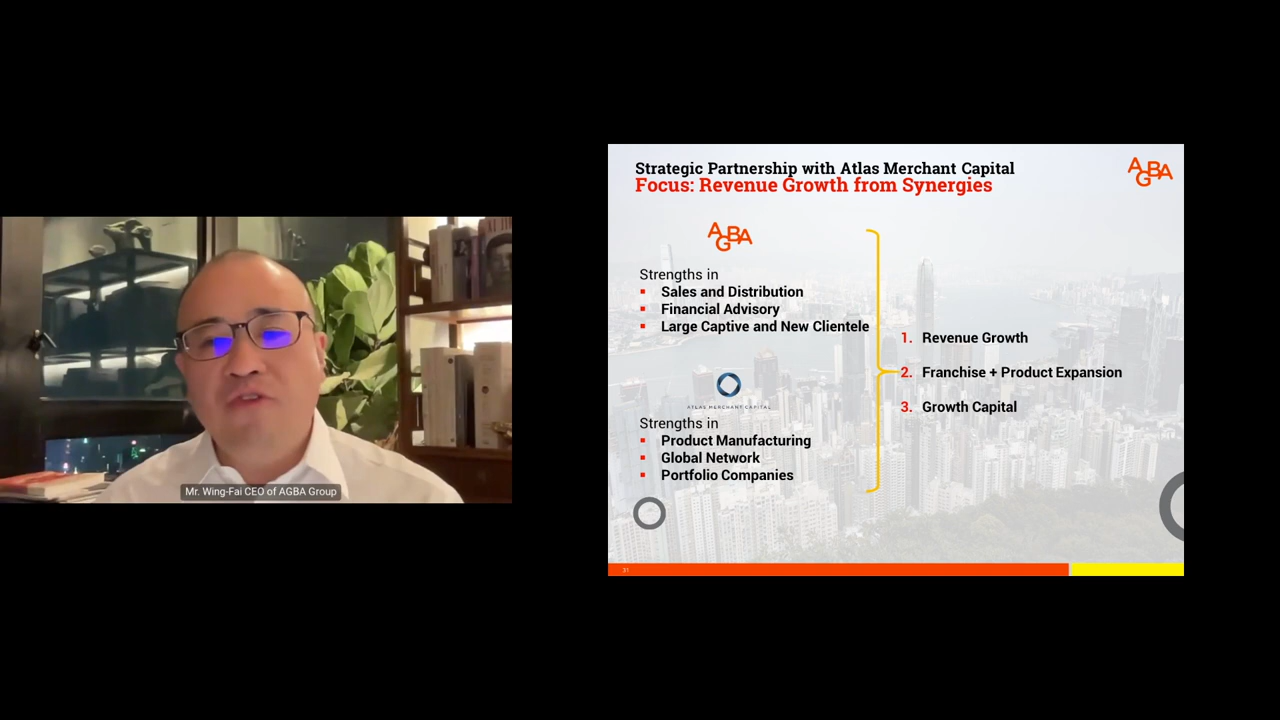 Mr. Wing-Fai CEO of AGBA Group
Strategic Partnership with Atlas Merchant Capital
Focus: Revenue Growth from Synergies
AGBA
AGBA
Strengths in
Sales and Distribution
Financial Advisory
Large Captive and New Clientele
ATLAS MERCHANT CAPITAL
Strengths in
Product Manufacturing
Global Network
Portfolio Companies
1. Revenue Growth
2. Franchise + Product Expansion
3. Growth Capital
31